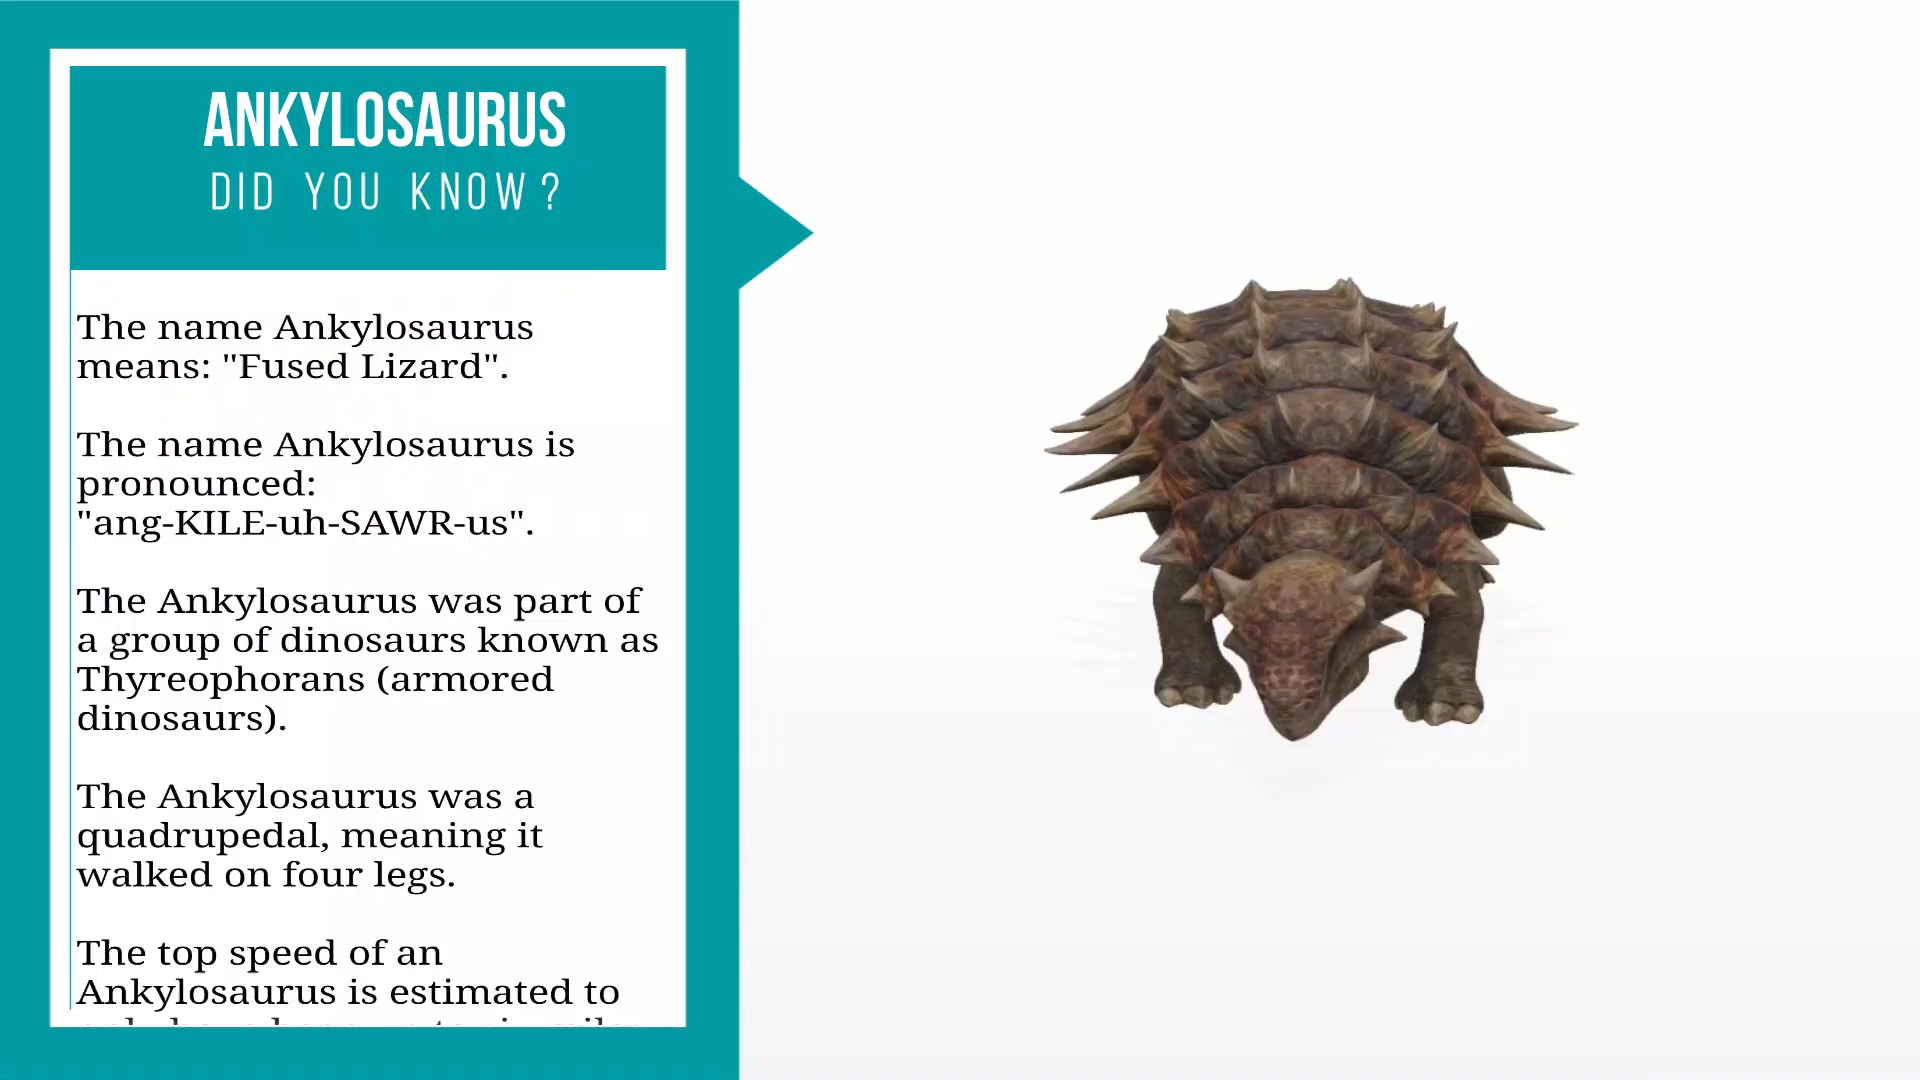 ANKYLOSAURUS
DID YOU KNOW?
The name Ankylosaurus
means: "Fused Lizard".
The name Ankylosaurus is
pronounced:
"ang-KILE-uh-SAWR-us".
The Ankylosaurus was part of
a group of dinosaurs known as
Thyreophorans (armored
dinosaurs).
The Ankylosaurus was a
quadrupedal, meaning it
walked on four legs.
The top speed of an
Ankylosaurus is estimated to